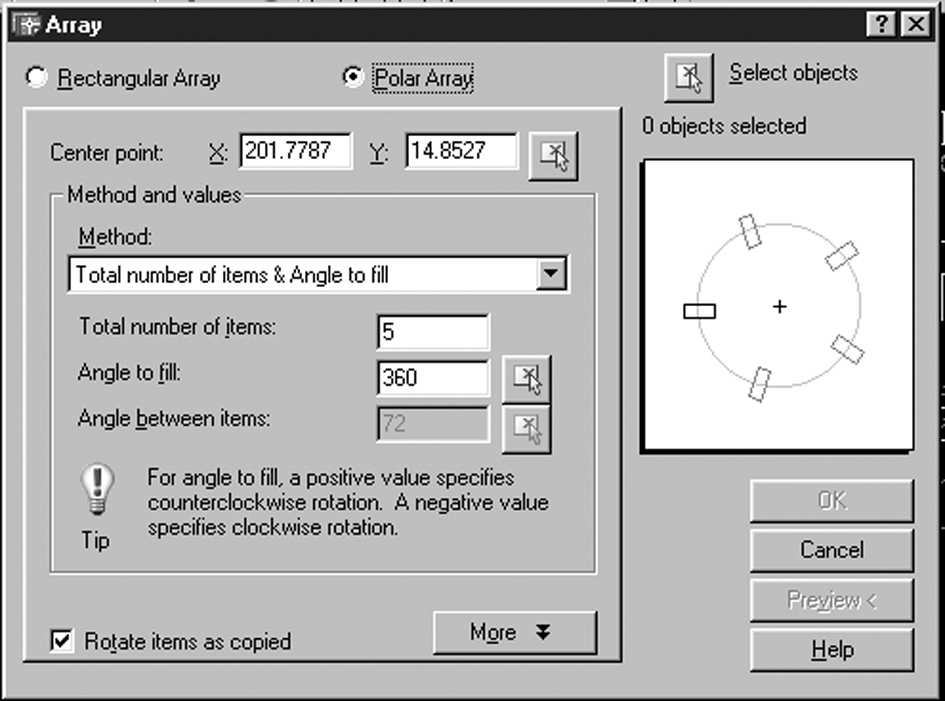 Array
Rectangular Array
Polar Array
Select objects
0 objects selected
Center point: X: 201.7787 Y: 14.8527
Method and values
Method:
Total number of items & Angle to fill
Total number of items: 5
Angle to fill: 360
Angle between items: 72
For angle to fill, a positive value specifies
counterclockwise rotation. A negative value
specifies clockwise rotation.
Tip
Rotate items as copied
More
OK
Cancel
Preview <
Help